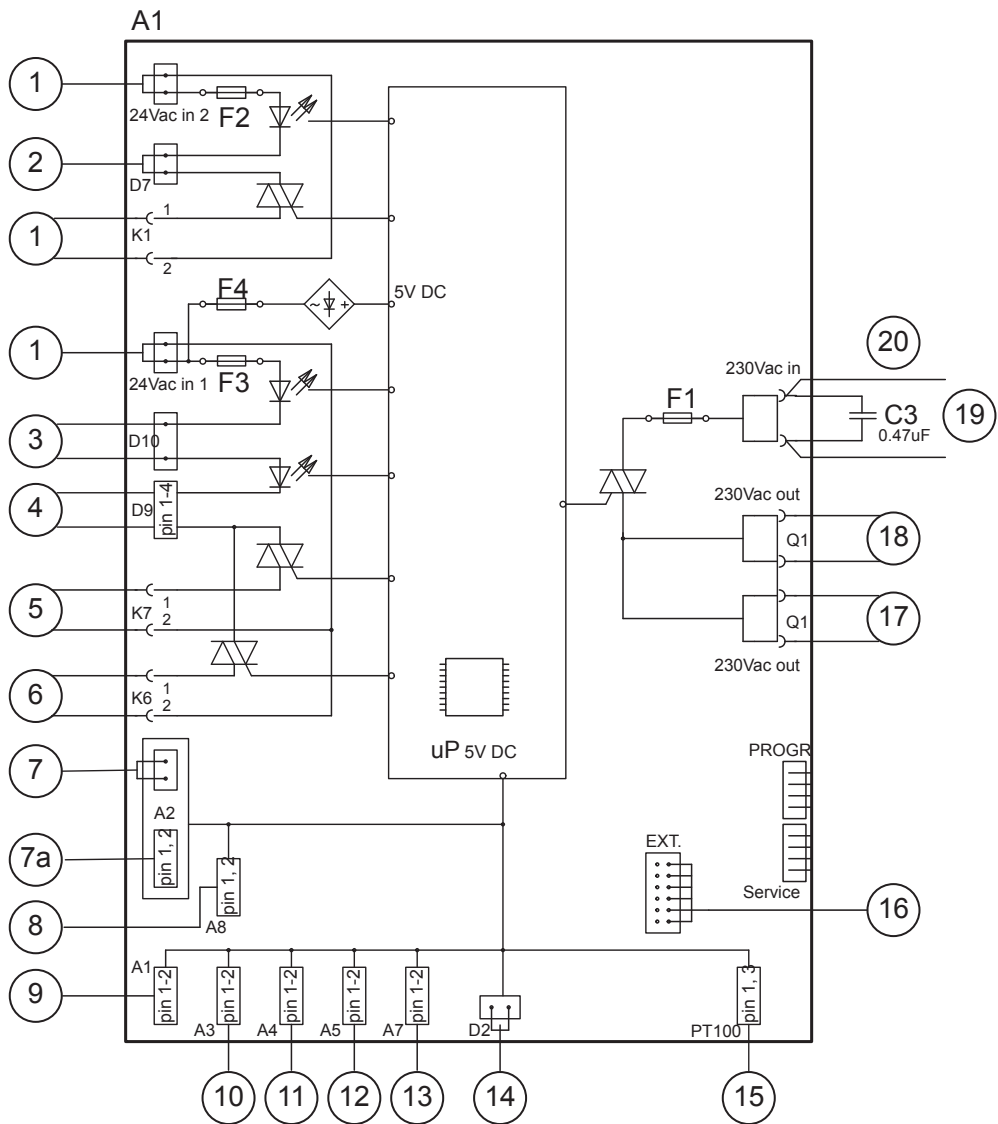 A1
1
24Vac in 2
F2
2
D7
1
1
K1
2
F4
5V DC
1
24Vac in 1
F3
3
D10
4
D9
pin 1-4
5
K7
1
2
6
K6
1
2
uP 5V DC
7
A2
7a
pin 1, 2
8
pin 1, 2
A8
9
A1
pin 1-2
pin 1-2
A3
pin 1-2
A4
pin 1-2
A5
pin 1-2
A7
D2
pin 1, 3
PT100
10
11
12
13
14
15
20
230Vac in
F1
C3
0.47uF
19
230Vac out
Q1
18
Q1
17
230Vac out
PROGR
EXT.
Service
16